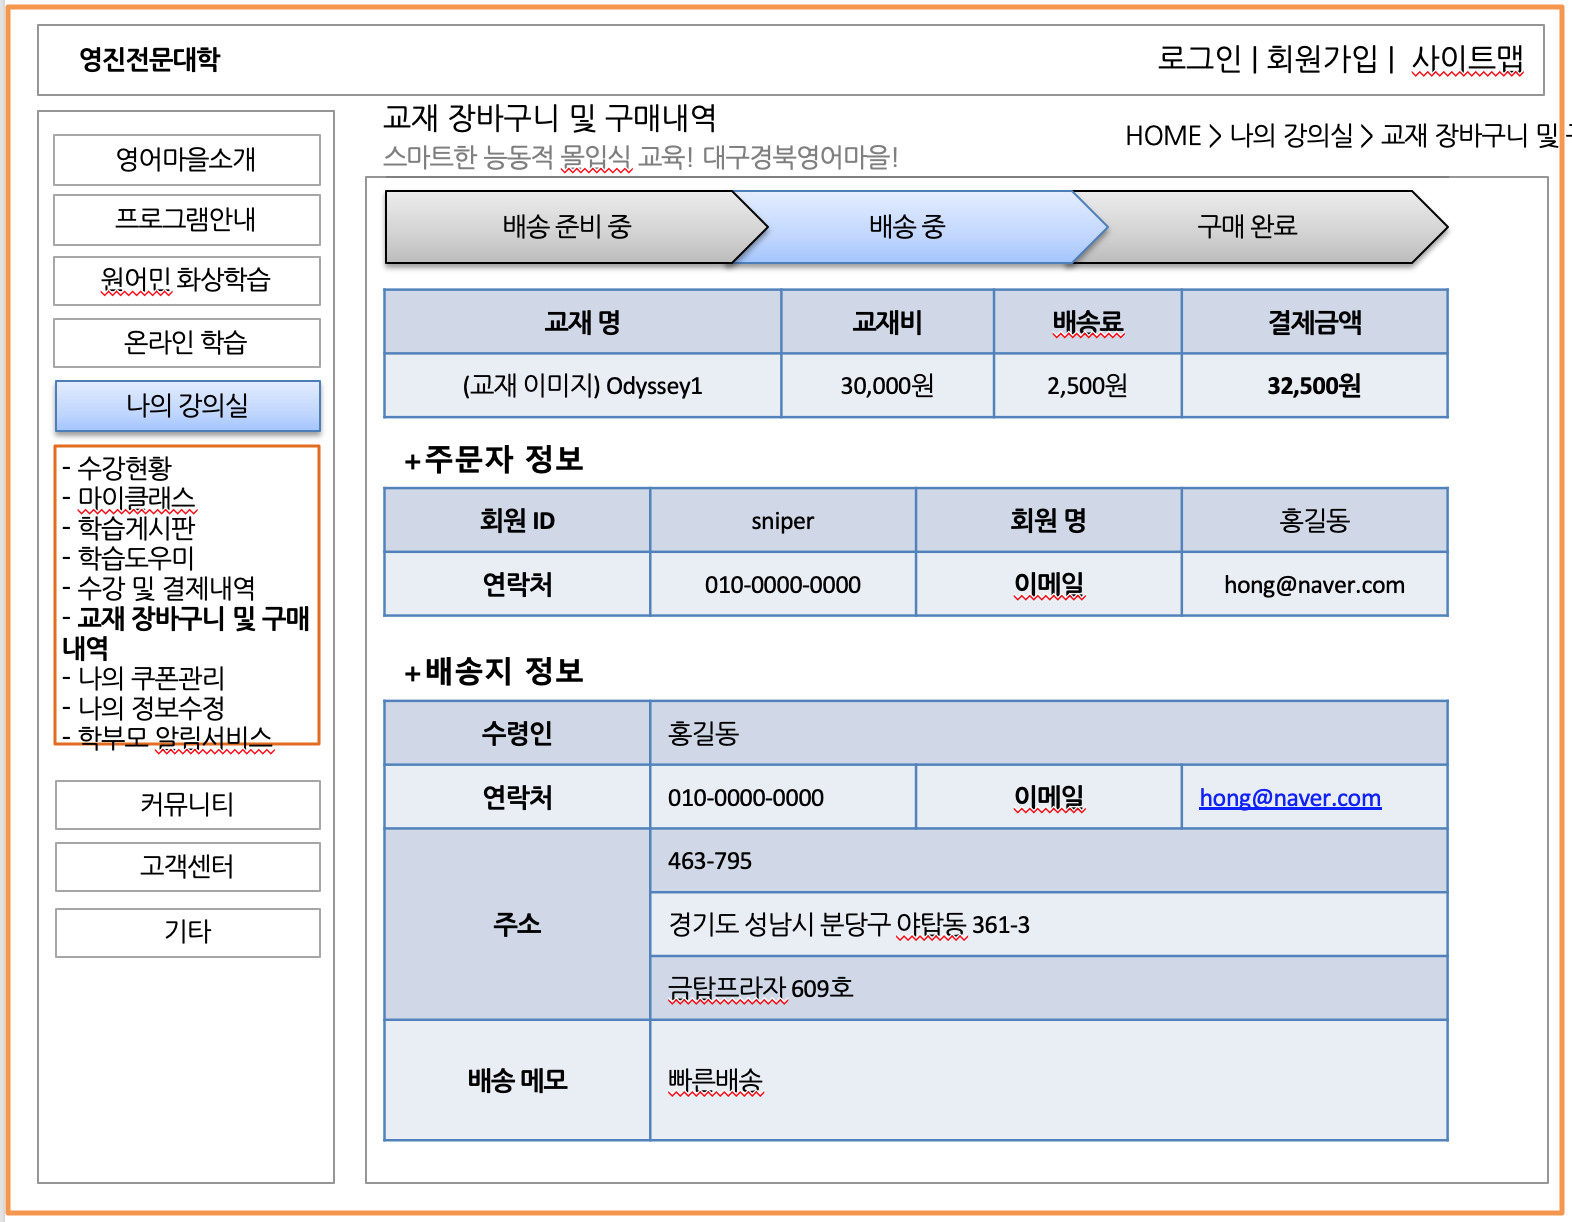 영진전문대학
로그인 | 회원가입 | 사이트맵
교재 장바구니 및 구매내역
스마트한 능동적 몰입식 교육! 대구경북영어마을!
HOME > 나의 강의실 > 교재 장바구니 및
영어마을소개
프로그램안내
원어민 화상학습
온라인 학습
나의 강의실
- 수강현황
- 마이클래스
- 학습게시판
- 학습도우미
- 수강 및 결제내역
- 교재 장바구니 및 구매
내역
- 나의 쿠폰관리
- 나의 정보수정
- 학부모 알림서비스
커뮤니티
고객센터
기타
배송 준비 중 배송 중 구매 완료
교재 명 교재비 배송료 결제금액
(교재 이미지) Odyssey1 30,000원 2,500원 32,500원
+주문자 정보
회원 ID sniper 회원 명 홍길동
연락처 010-0000-0000 이메일 hong@naver.com
+배송지 정보
수령인 홍길동
연락처 010-0000-0000 이메일 hong@naver.com
주소
463-795
경기도 성남시 분당구 야탑동 361-3
금탑프라자 609호
배송 메모 빠른배송